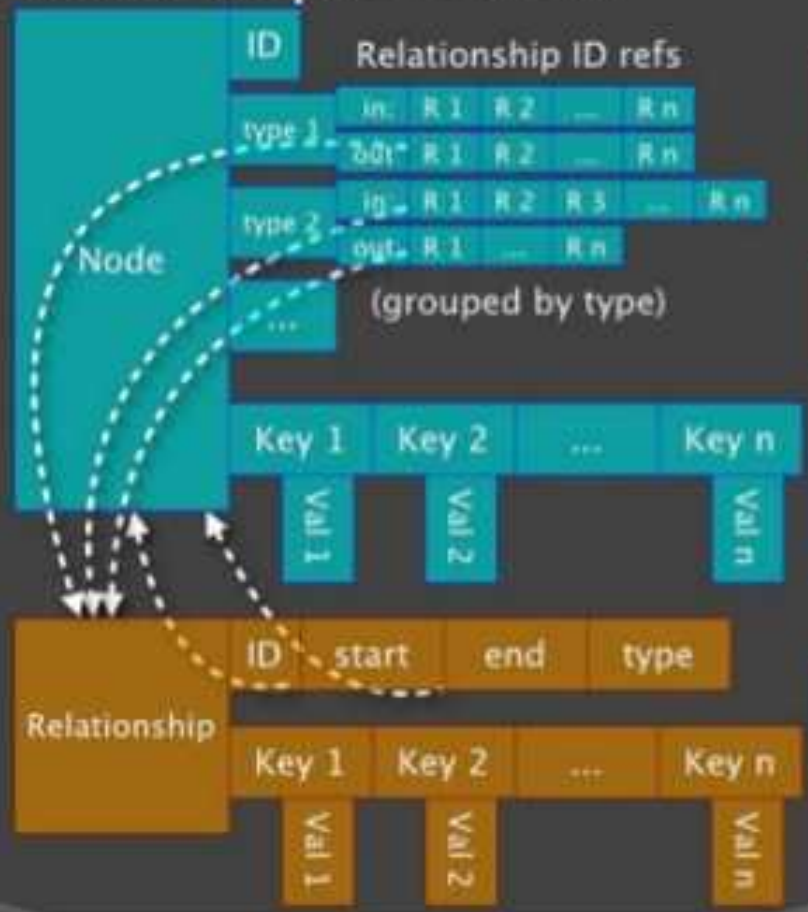 ID
Relationship ID refs
type 1
in: R 1 R 2 ... R n
out R 1 R 2 ... R n
type 2
in: R 1 R 2 R 3 ... R n
out R 1 ... R n
Node
...
(grouped by type)
Key 1 Key 2 ... Key n
Val 1 Val 2 Val n
ID start end type
Relationship
Key 1 Key 2 ... Key n
Val 1 Val 2 Val n